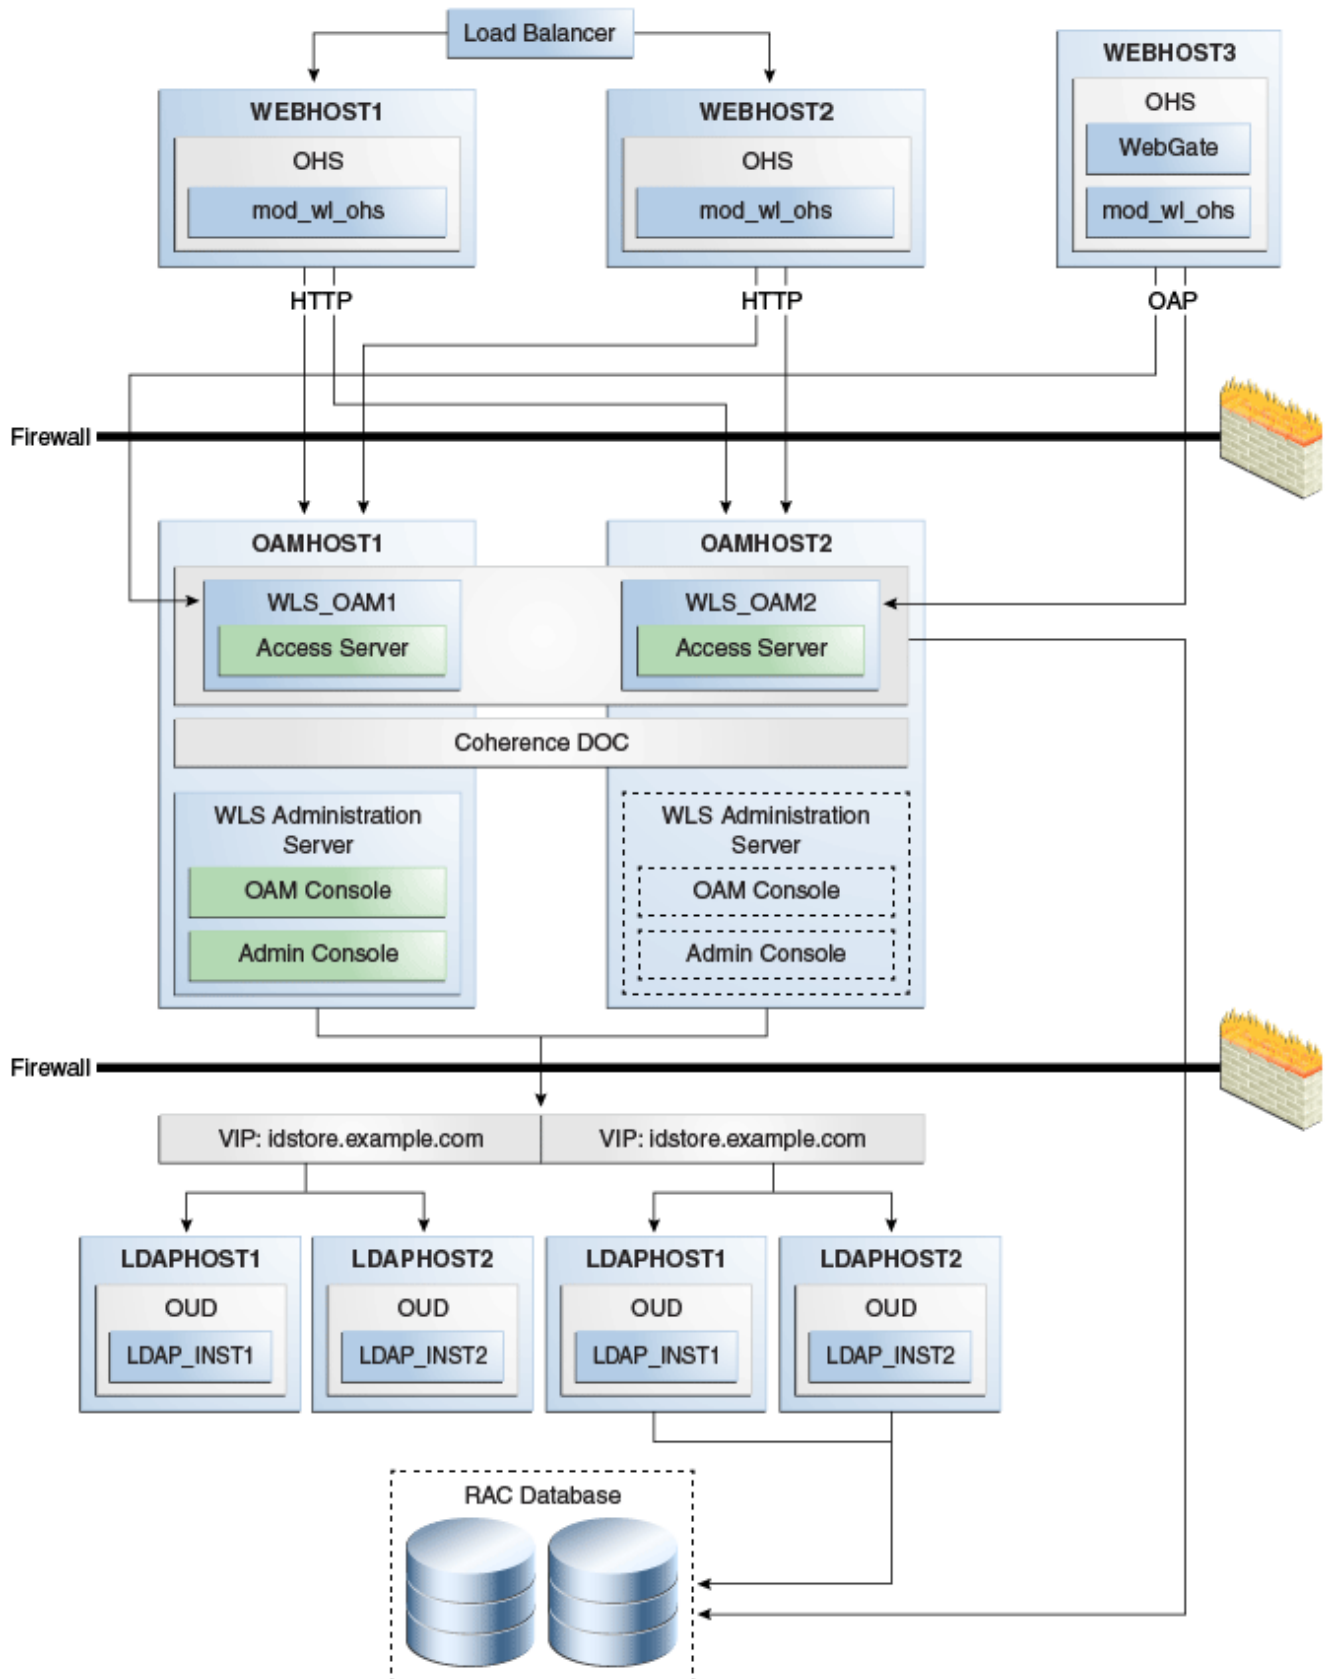 Load Balancer
WEBHOST3
OHS
WebGate
mod_wl_ohs
WEBHOST1
OHS
mod_wl_ohs
WEBHOST2
OHS
mod_wl_ohs
HTTP
HTTP
OAP
Firewall
OAMHOST1
OAMHOST2
WLS_OAM1
Access Server
WLS_OAM2
Access Server
Coherence DOC
WLS Administration
Server
OAM Console
Admin Console
WLS Administration
Server
OAM Console
Admin Console
Firewall
VIP: idstore.example.com
VIP: idstore.example.com
LDAPHOST1
OUD
LDAP_INST1
LDAPHOST2
OUD
LDAP_INST2
LDAPHOST1
OUD
LDAP_INST1
LDAPHOST2
OUD
LDAP_INST2
RAC Database